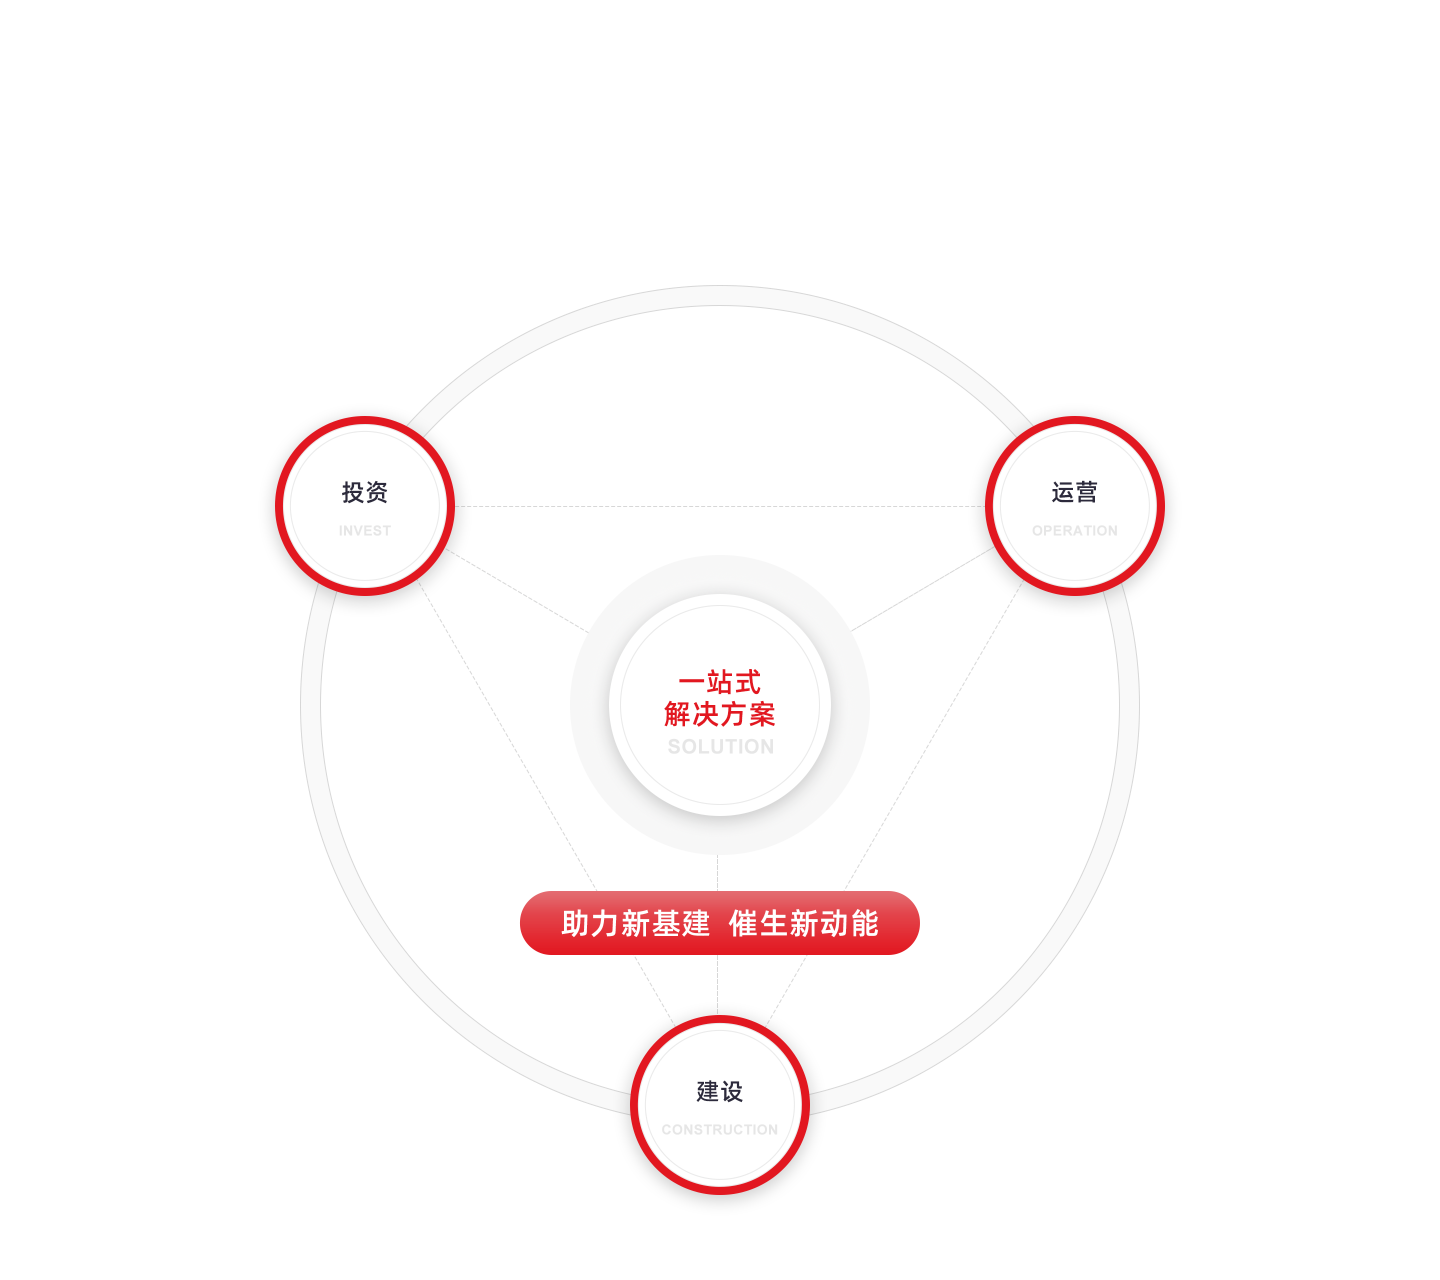 投资
INVEST
运营
OPERATION
一站式
解决方案
SOLUTION
助力新基建 催生新动能
建设
CONSTRUCTION